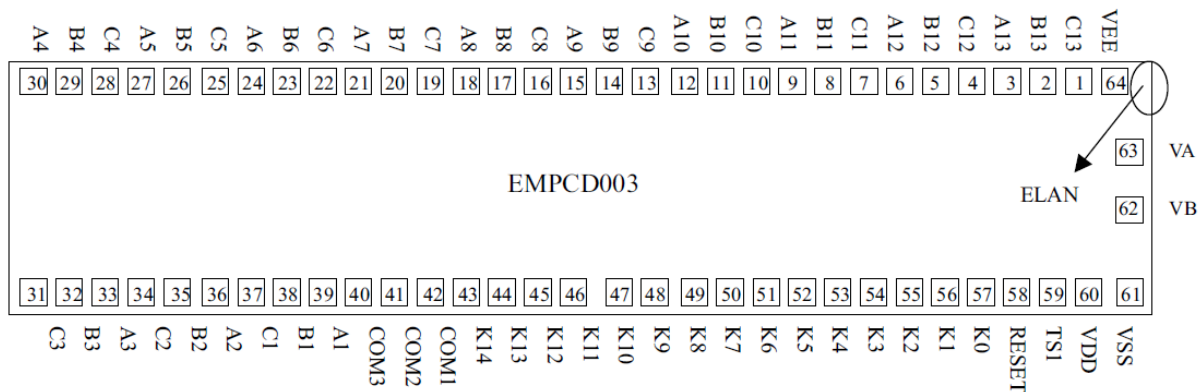 A4 B4 C4 A5 B5 C5 A6 B6 C6 A7 B7 C7 A8 B8 C8 A9 B9 C9 A10 B10 C10 A11 B11 C11 A12 B12 C12 A13 B13 C13 VEE
30 29 28 27 26 25 24 23 22 21 20 19 18 17 16 15 14 13 12 11 10 9 8 7 6 5 4 3 2 1 64
63 VA
EMPCD003
ELAN
62 VB
31 32 33 34 35 36 37 38 39 40 41 42 43 44 45 46 47 48 49 50 51 52 53 54 55 56 57 58 59 60 61
C3 B3 A3 C2 B2 A2 C1 B1 A1 COM3 COM2 COM1 K14 K13 K12 K11 K10 K9 K8 K7 K6 K5 K4 K3 K2 K1 K0 RESET TS1 VDD VSS